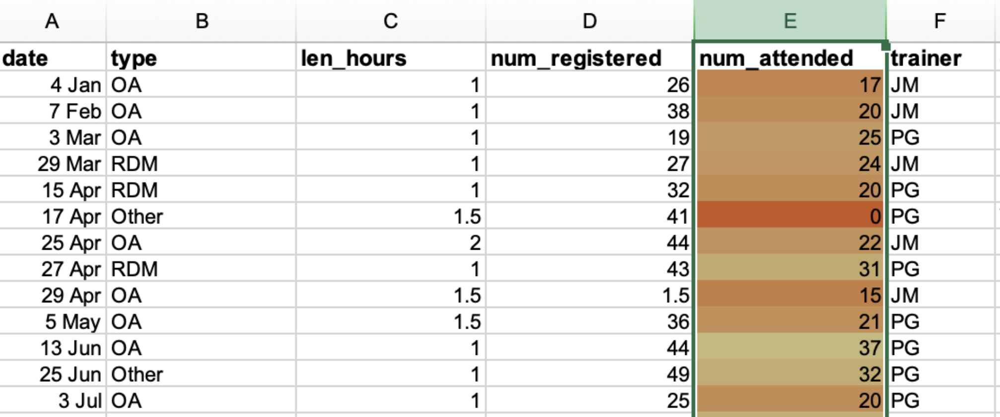 A B C D E F
date type len_hours num_registered num_attended trainer
4 Jan OA 1 26 17 JM
7 Feb OA 1 38 20 JM
3 Mar OA 1 19 25 PG
29 Mar RDM 1 27 24 JM
15 Apr RDM 1 32 20 PG
17 Apr Other 1.5 41 0 PG
25 Apr OA 2 44 22 JM
27 Apr RDM 1 43 31 PG
29 Apr OA 1.5 1.5 15 JM
5 May OA 1.5 36 21 PG
13 Jun OA 1 44 37 PG
25 Jun Other 1 49 32 PG
3 Jul OA 1 25 20 PG